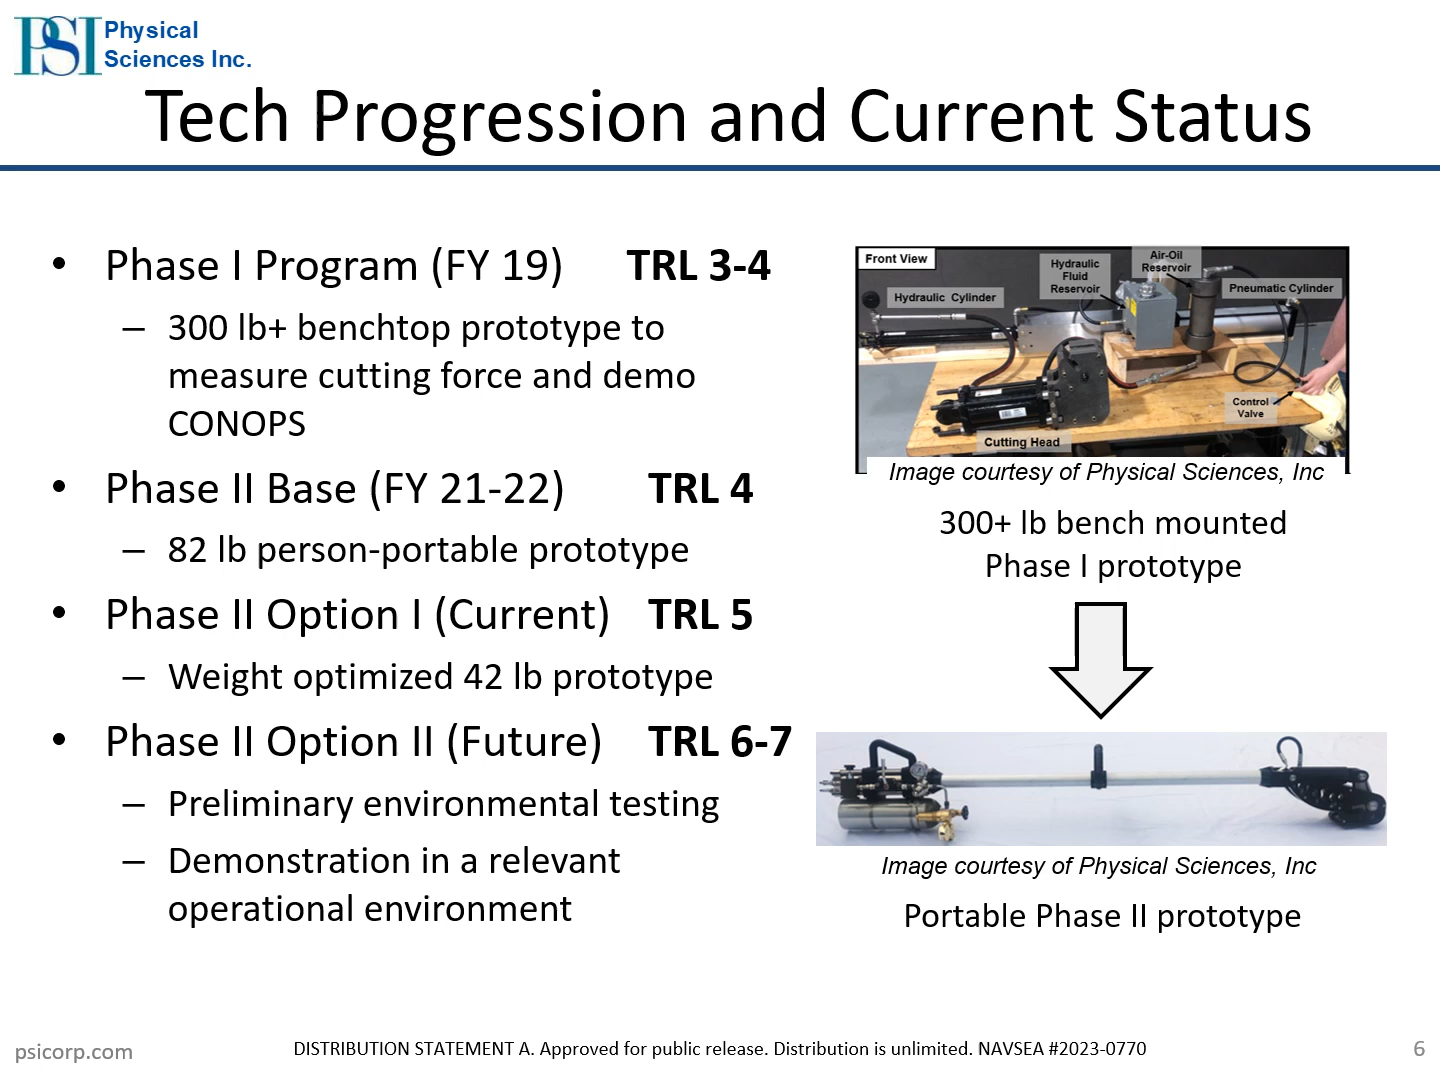 PSI Physical
Sciences Inc.
Tech Progression and Current Status
• Phase I Program (FY 19) TRL 3-4
– 300 lb+ benchtop prototype to
measure cutting force and demo
CONOPS
• Phase II Base (FY 21-22) TRL 4
– 82 lb person-portable prototype
• Phase II Option I (Current) TRL 5
– Weight optimized 42 lb prototype
• Phase II Option II (Future) TRL 6-7
– Preliminary environmental testing
– Demonstration in a relevant
operational environment
Front View
Hydraulic Cylinder
Hydraulic
Fluid
Reservoir
Air-Oil
Reservoir
Pneumatic Cylinder
Control
Valve
Cutting Head
Image courtesy of Physical Sciences, Inc
300+ lb bench mounted
Phase I prototype
Image courtesy of Physical Sciences, Inc
Portable Phase II prototype
psicorp.com
DISTRIBUTION STATEMENT A. Approved for public release. Distribution is unlimited. NAVSEA #2023-0770
6